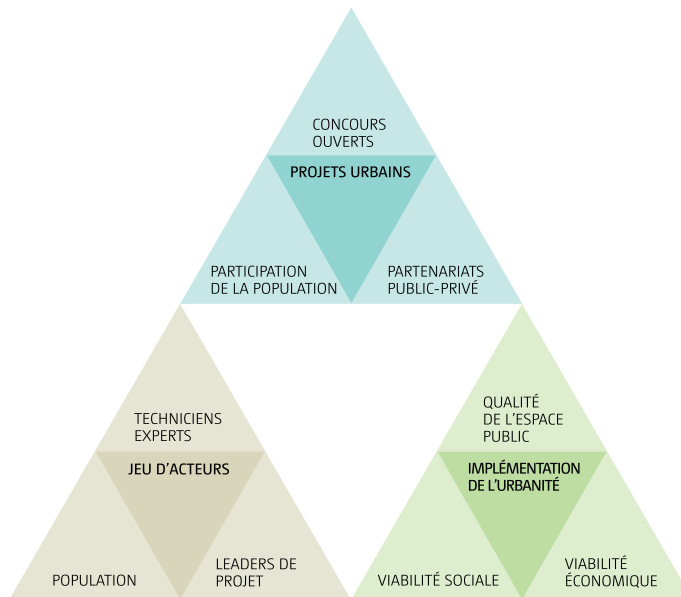 CONCOURS
OUVERTS
PROJETS URBAINS
PARTICIPATION
DE LA POPULATION
PARTENARIATS
PUBLIC-PRIVÉ
TECHNICIENS
EXPERTS
JEU D’ACTEURS
POPULATION
LEADERS DE
PROJET
QUALITÉ
DE L’ESPACE
PUBLIC
IMPLÉMENTATION
DE L’URBANITÉ
VIABILITÉ SOCIALE
VIABILITÉ
ÉCONOMIQUE